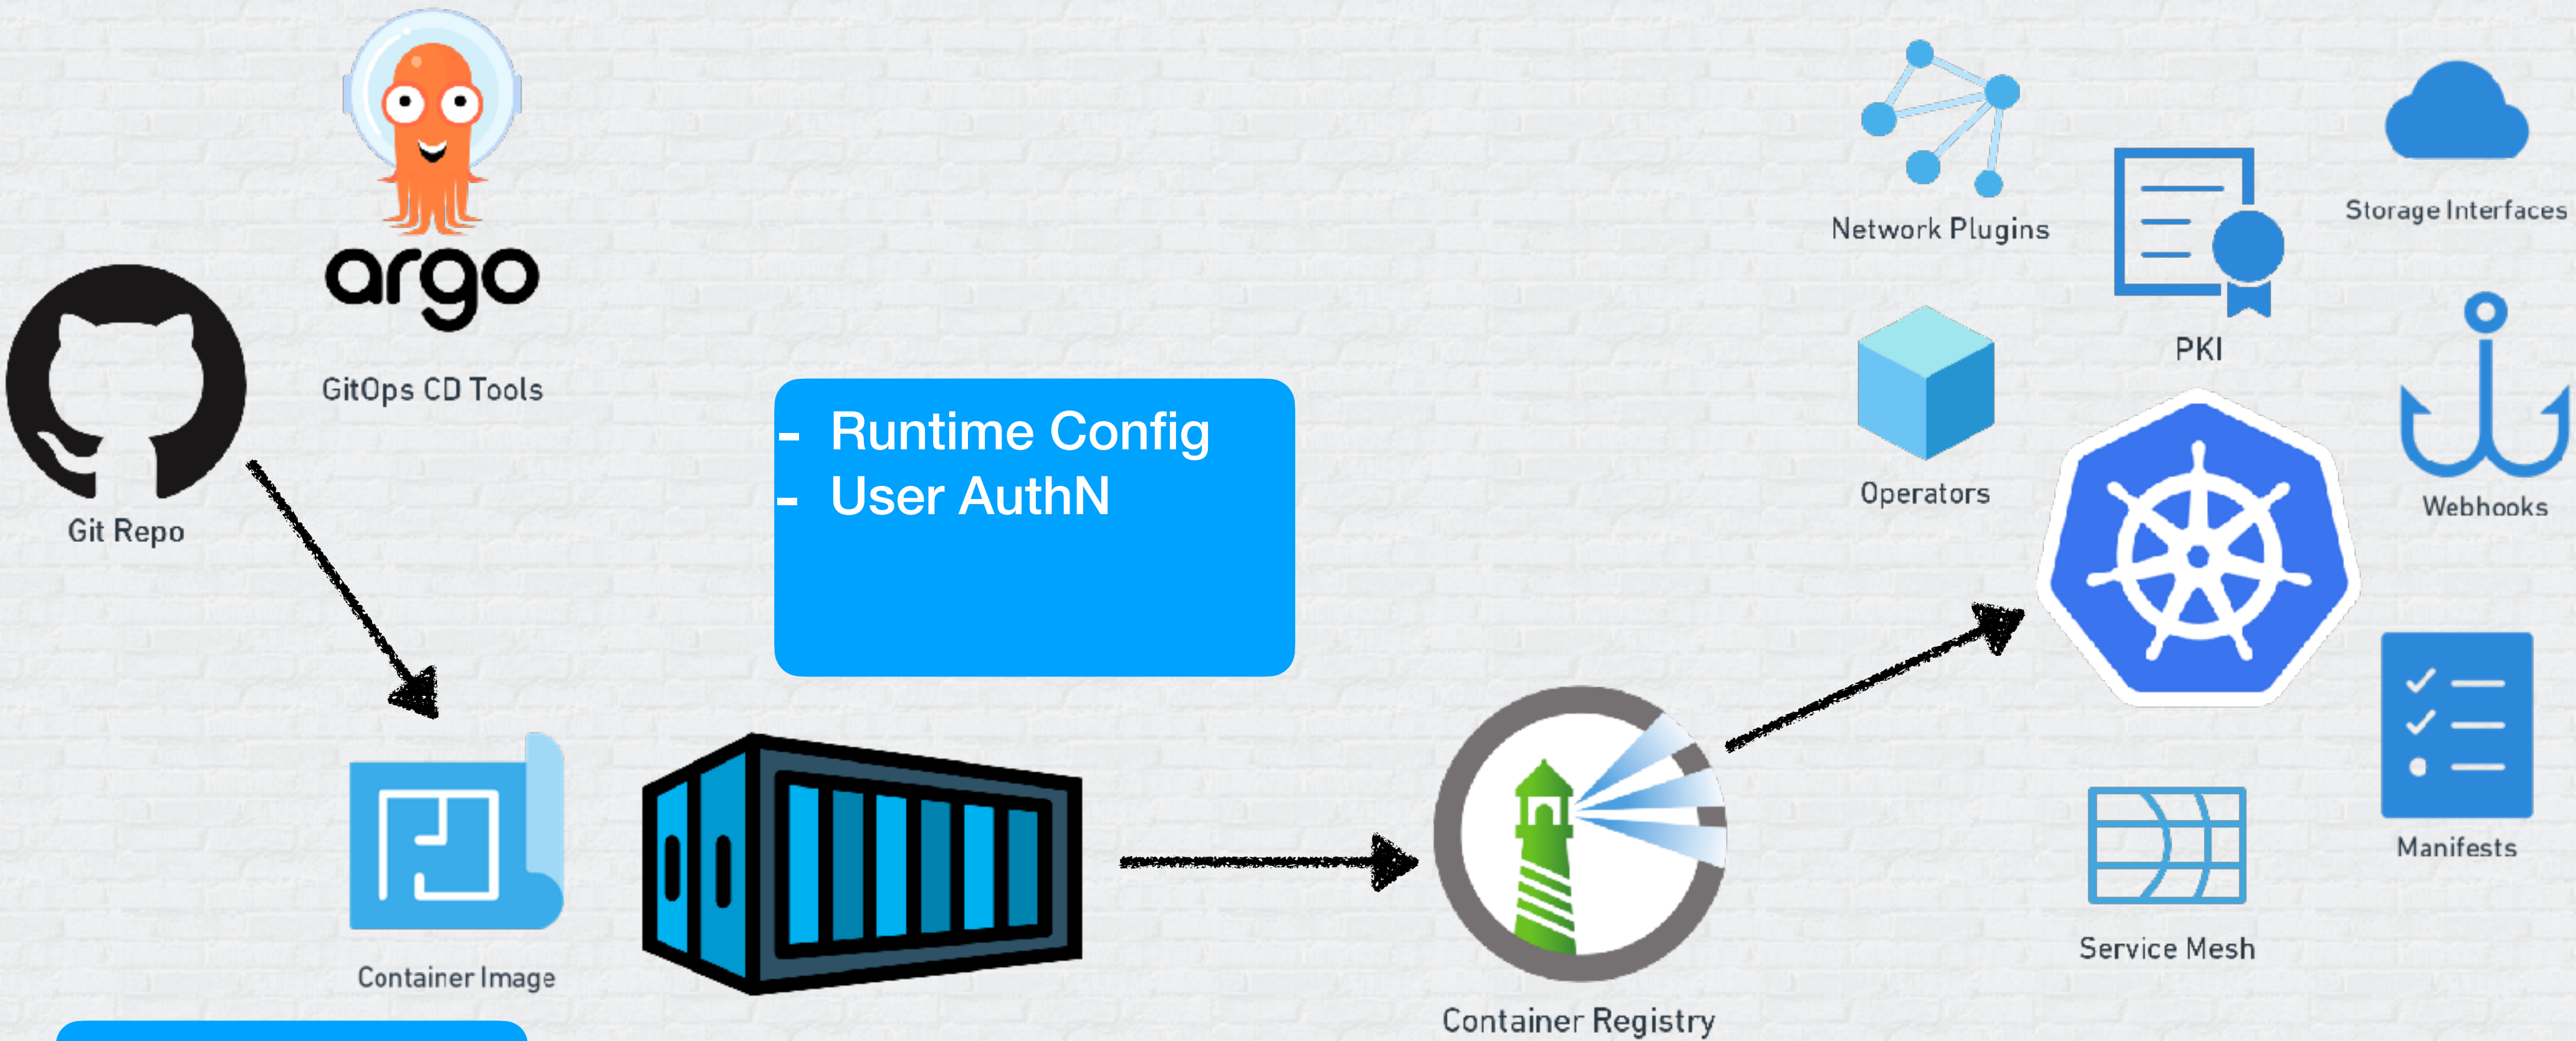 argo
GitOps CD Tools
Git Repo
- Runtime Config
- User AuthN
Container Image
Container Registry
Network Plugins
Storage Interfaces
PKI
Operators
Webhooks
Manifests
Service Mesh